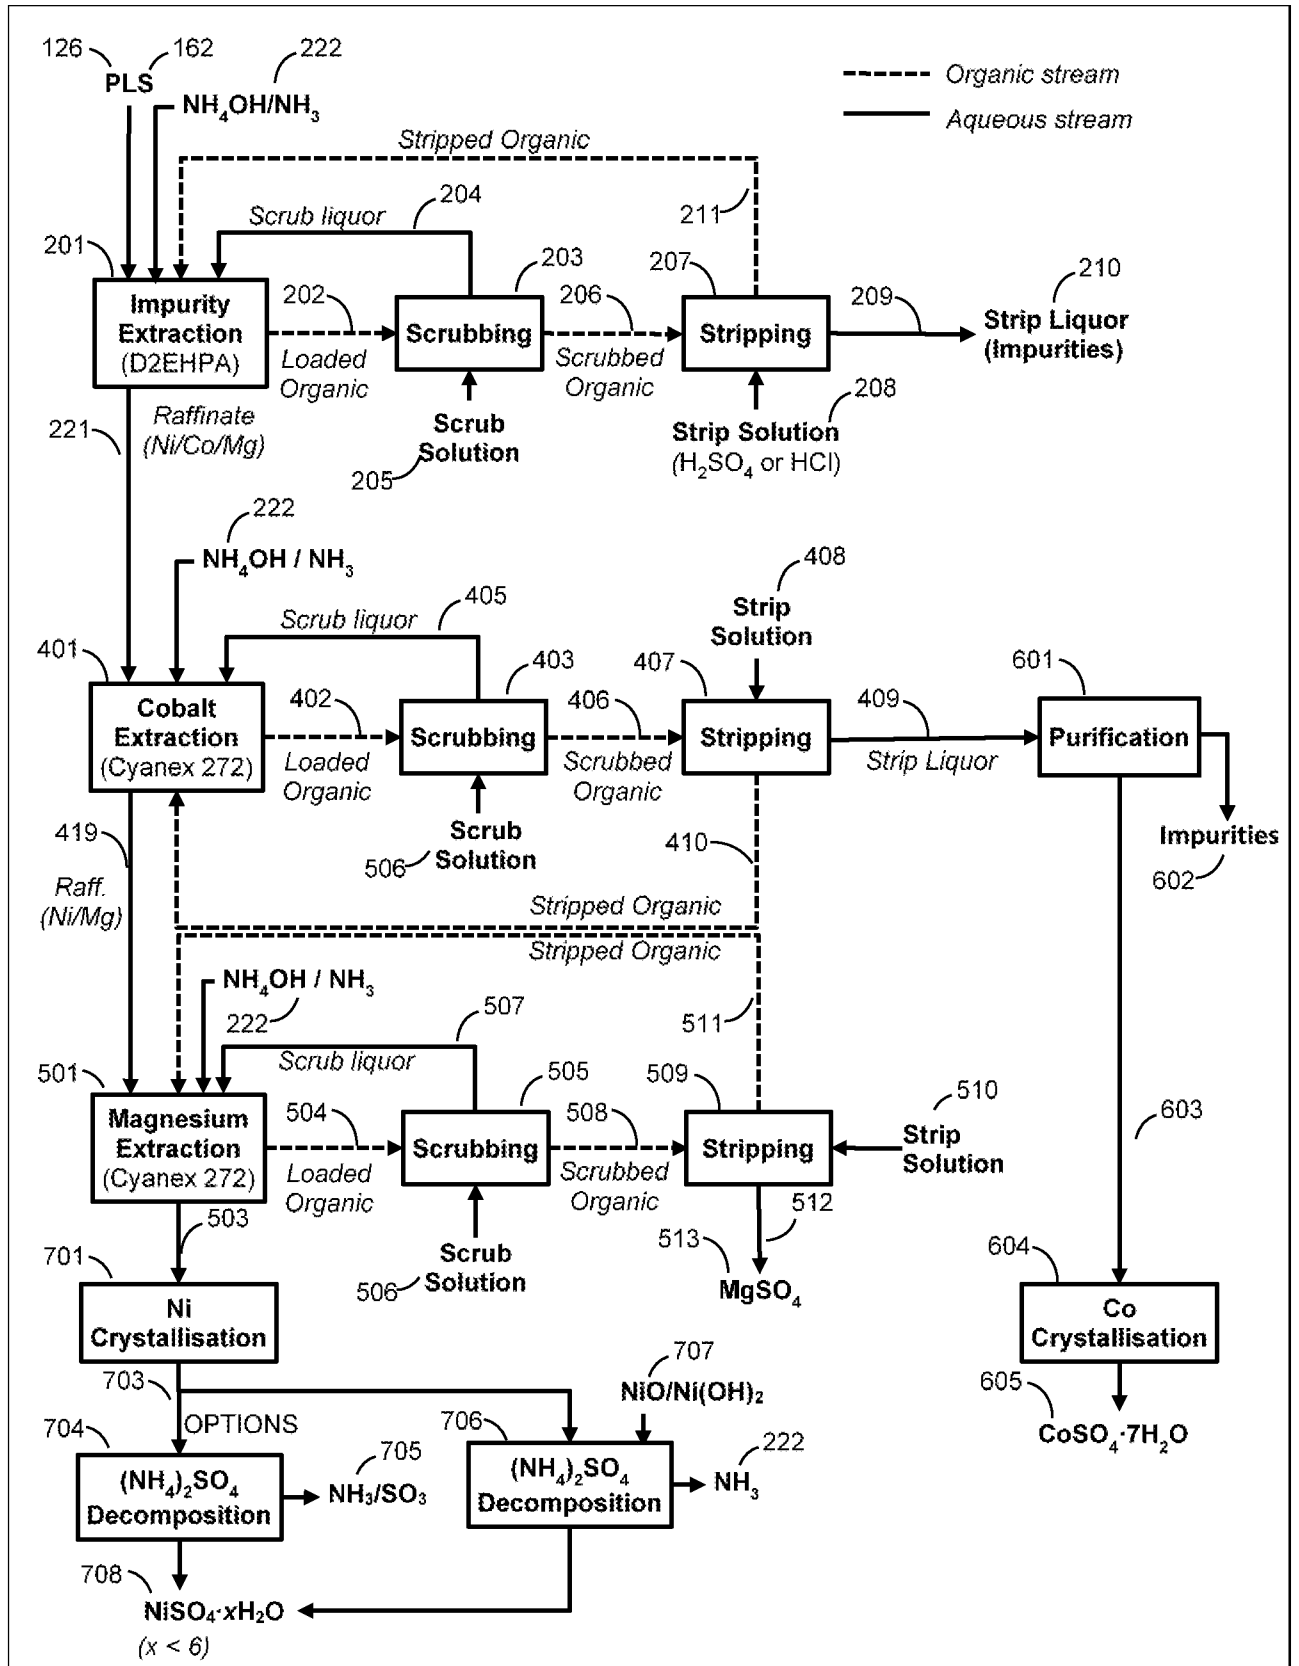 126 162 222
PLS
NH4OH/NH3
Organic stream
Aqueous stream
Stripped Organic
204
Scrub liquor
211
201
203
207
210
202
206
209
Impurity
Extraction
(D2EHPA)
Scrubbing
Stripping
Strip Liquor
(Impurities)
Loaded
Organic
Scrubbed
Organic
208
221
Raffinate
(Ni/Co/Mg)
Scrub
Solution
205
Strip Solution
(H2SO4 or HCl)
222
NH4OH / NH3
408
405
Strip
Solution
Scrub liquor
401
403
407
601
402
406
409
Cobalt
Extraction
(Cyanex 272)
Scrubbing
Stripping
Purification
Loaded
Organic
Scrubbed
Organic
Strip Liquor
419
Scrub
Solution
506
410
Impurities
602
Raff.
(Ni/Mg)
Stripped Organic
Stripped Organic
NH4OH / NH3
222
507
511
Scrub liquor
501
505
509
510
504
508
603
Magnesium
Extraction
(Cyanex 272)
Scrubbing
Stripping
Strip
Solution
Loaded
Organic
Scrubbed
Organic
503
512
513
701
Scrub
Solution
506
MgSO4
604
Ni
Crystallisation
Co
Crystallisation
703
707
NiO/Ni(OH)2
605
704
OPTIONS
706
CoSO4·7H2O
705
222
(NH4)2SO4
Decomposition
NH3/SO3
(NH4)2SO4
Decomposition
NH3
708
NiSO4·xH2O
(x < 6)